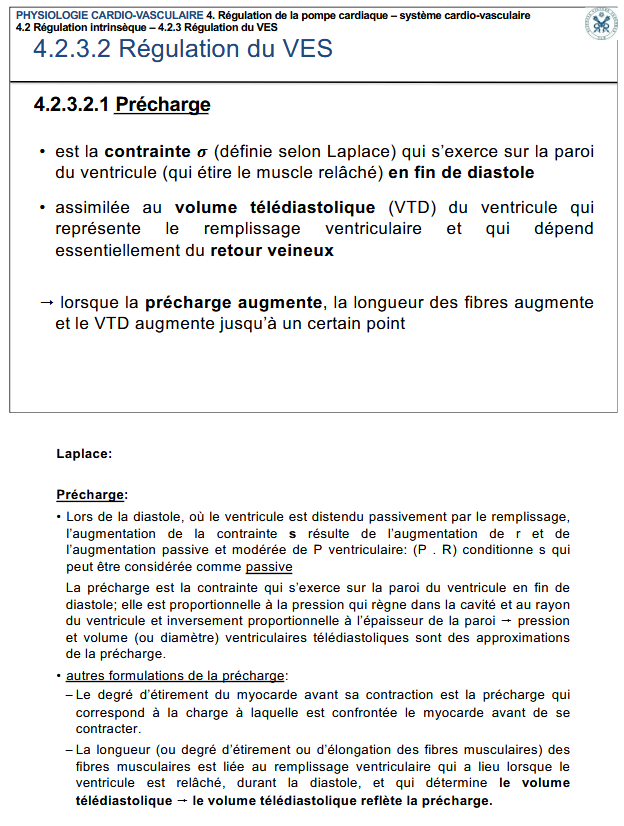 PHYSIOLOGIE CARDIO-VASCULAIRE 4. Régulation de la pompe cardiaque – système cardio-vasculaire
4.2 Régulation intrinsèque – 4.2.3 Régulation du VES
4.2.3.2 Régulation du VES
4.2.3.2.1 Précharge
• est la contrainte σ (définie selon Laplace) qui s’exerce sur la paroi
du ventricule (qui étire le muscle relâché) en fin de diastole
• assimilée au volume télédiastolique (VTD) du ventricule qui
représente le remplissage ventriculaire et qui dépend
essentiellement du retour veineux
→ lorsque la précharge augmente, la longueur des fibres augmente
et le VTD augmente jusqu’à un certain point
Laplace:
Précharge:
• Lors de la diastole, où le ventricule est distendu passivement par le remplissage,
l’augmentation de la contrainte s résulte de l’augmentation de r et de
l’augmentation passive et modérée de P ventriculaire: (P . R) conditionne s qui
peut être considérée comme passive
La précharge est la contrainte qui s’exerce sur la paroi du ventricule en fin de
diastole; elle est proportionnelle à la pression qui règne dans la cavité et au rayon
du ventricule et inversement proportionnelle à l’épaisseur de la paroi → pression
et volume (ou diamètre) ventriculaires télédiastoliques sont des approximations
de la précharge.
• autres formulations de la précharge:
– Le degré d’étirement du myocarde avant sa contraction est la précharge qui
correspond à la charge à laquelle est confrontée le myocarde avant de se
contracter.
– La longueur (ou degré d’étirement ou d’élongation des fibres musculaires) des
fibres musculaires est liée au remplissage ventriculaire qui a lieu lorsque le
ventricule est relâché, durant la diastole, et qui détermine le volume
télédiastolique → le volume télédiastolique reflète la précharge.